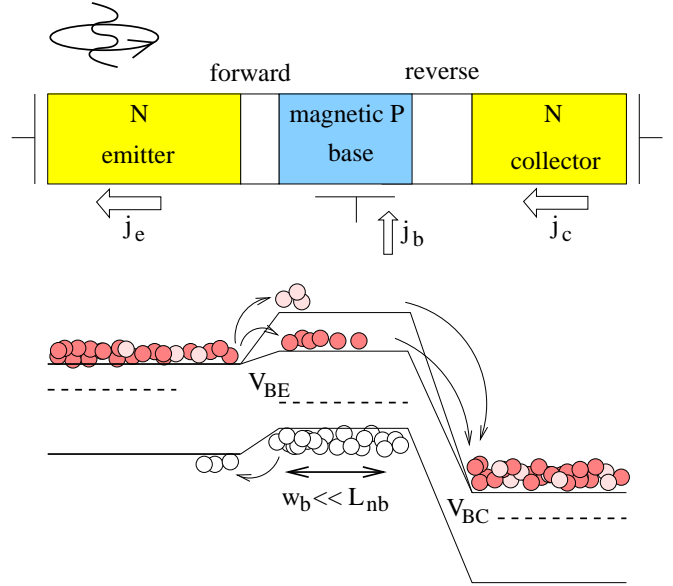 forward reverse
N magnetic P N
emitter base collector
j_e j_b j_c
V_BE
w_b << L_nb
V_BC